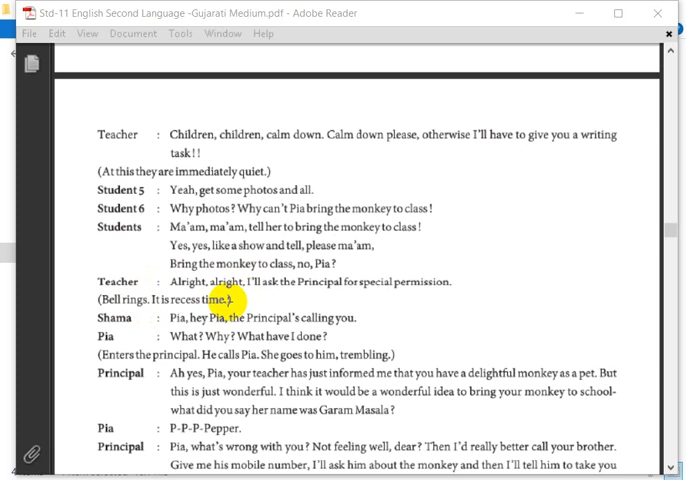 Std-11 English Second Language -Gujarati Medium.pdf - Adobe Reader
File Edit View Document Tools Window Help
Teacher : Children, children, calm down. Calm down please, otherwise I'll have to give you a writing
task!!
(At this they are immediately quiet.)
Student 5 : Yeah, get some photos and all.
Student 6 : Why photos? Why can't Pia bring the monkey to class!
Students : Ma'am, ma'am, tell her to bring the monkey to class!
Yes, yes, like a show and tell, please ma'am,
Bring the monkey to class, no, Pia?
Teacher : Alright, alright, I'll ask the Principal for special permission.
(Bell rings. It is recess time.)
Shama : Pia, hey Pia, the Principal's calling you.
Pia : What? Why? What have I done?
(Enters the principal. He calls Pia. She goes to him, trembling.)
Principal : Ah yes, Pia, your teacher has just informed me that you have a delightful monkey as a pet. But
this is just wonderful. I think it would be a wonderful idea to bring your monkey to school-
what did you say her name was Garam Masala?
Pia : P-P-P-Pepper.
Principal : Pia, what's wrong with you? Not feeling well, dear? Then I'd really better call your brother.
Give me his mobile number, I'll ask him about the monkey and then I'll tell him to take you